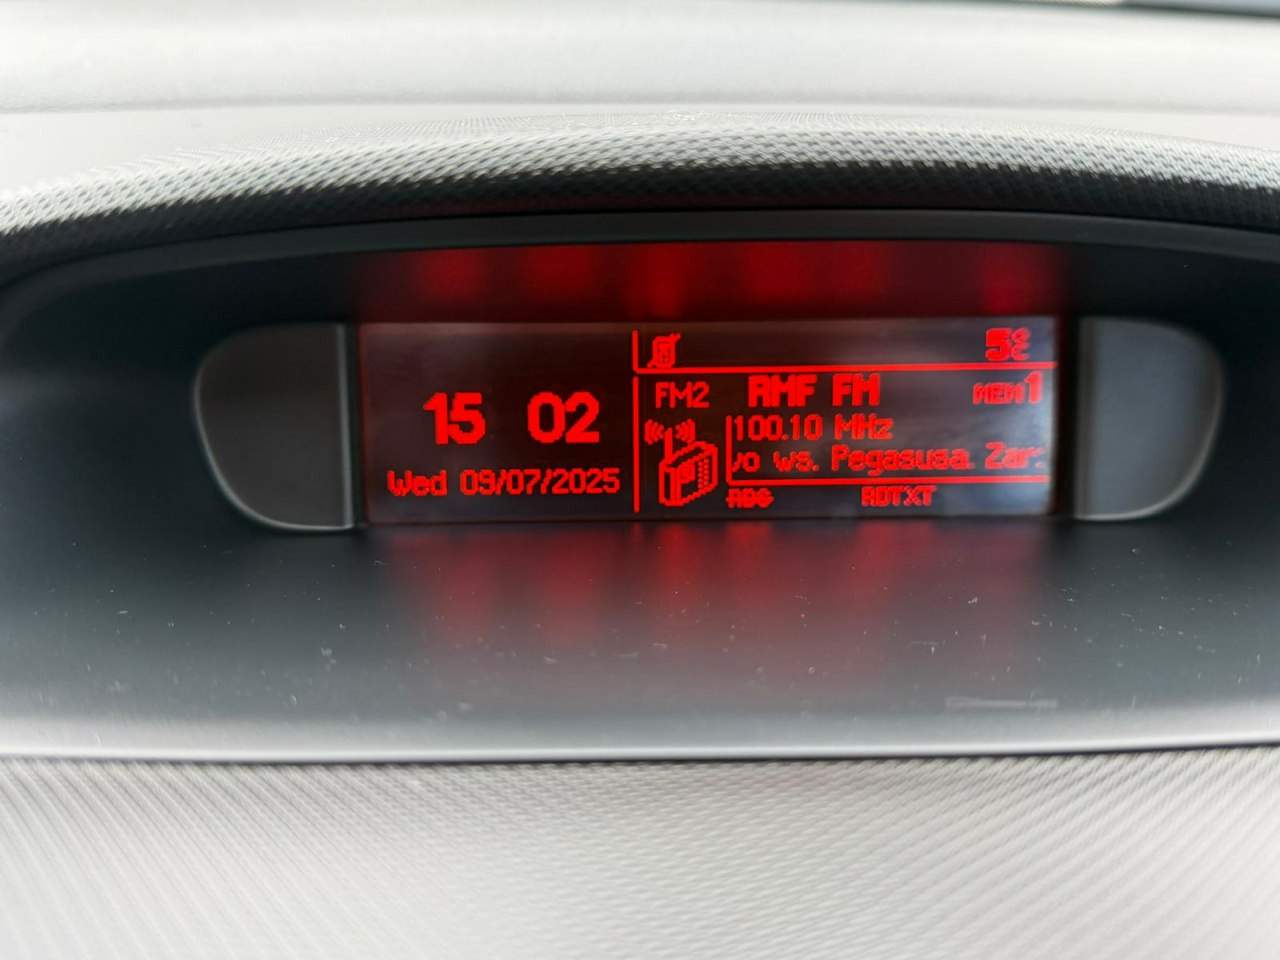 5°C
FM2 RMF FM MEM1
15 02
100.10 MHz
/o ws. Pegasusa. Zar:
Wed 09/07/2025
RDS RDTXT